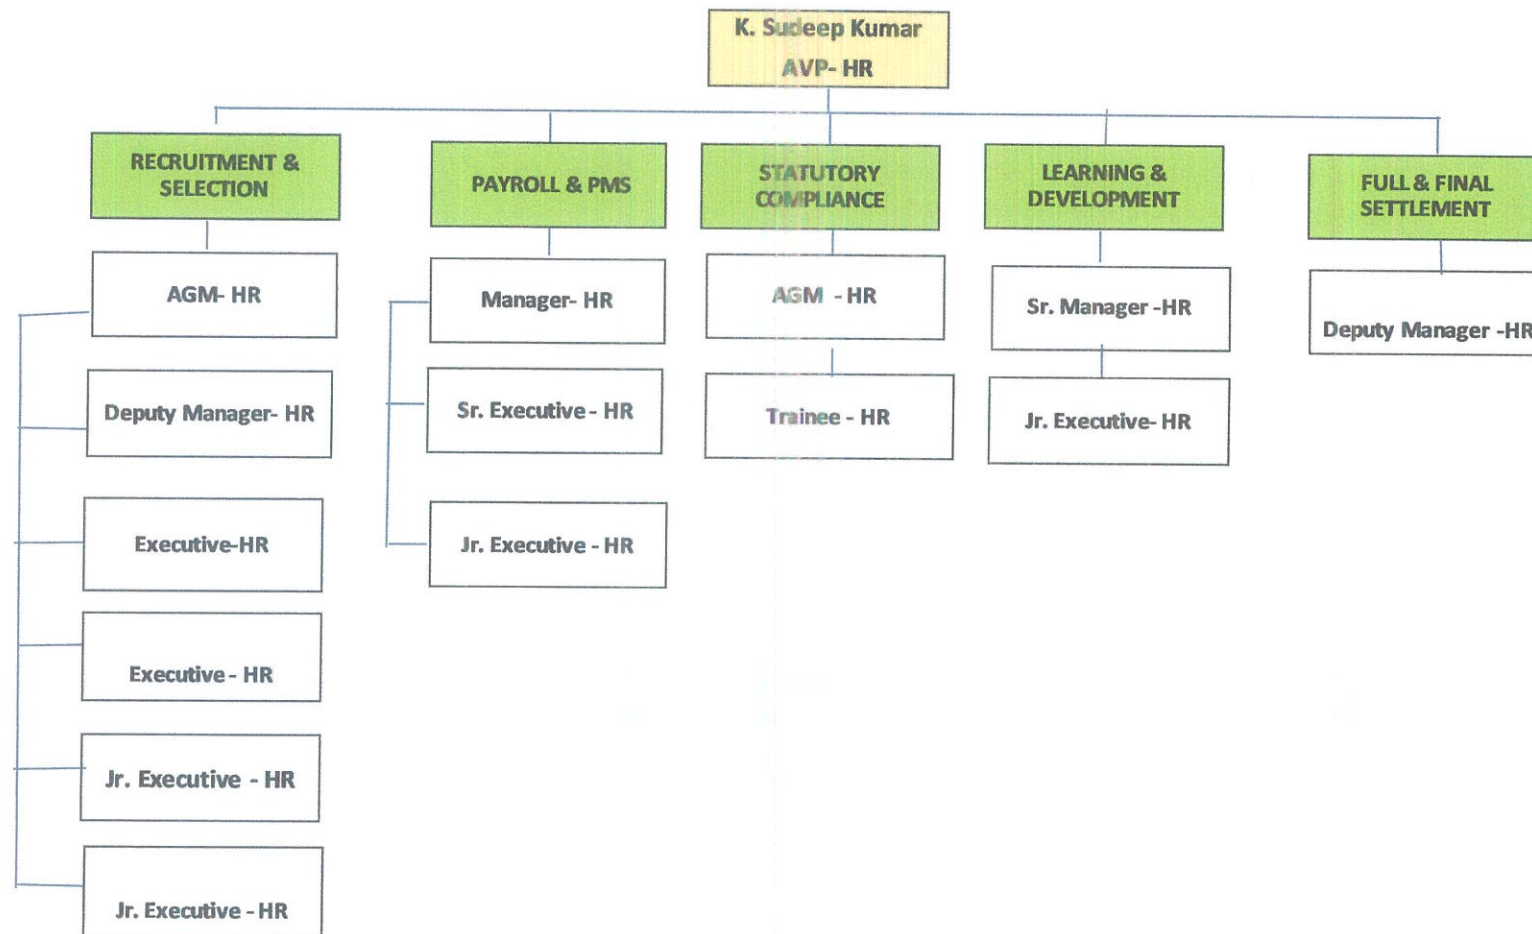 K. Sudeep Kumar
AVP- HR
RECRUITMENT &
SELECTION
PAYROLL & PMS
STATUTORY
COMPLIANCE
LEARNING &
DEVELOPMENT
FULL & FINAL
SETTLEMENT
AGM- HR
Manager- HR
AGM - HR
Sr. Manager -HR
Deputy Manager -HR
Deputy Manager- HR
Sr. Executive - HR
Trainee - HR
Jr. Executive- HR
Executive-HR
Jr. Executive - HR
Executive - HR
Jr. Executive - HR
Jr. Executive - HR